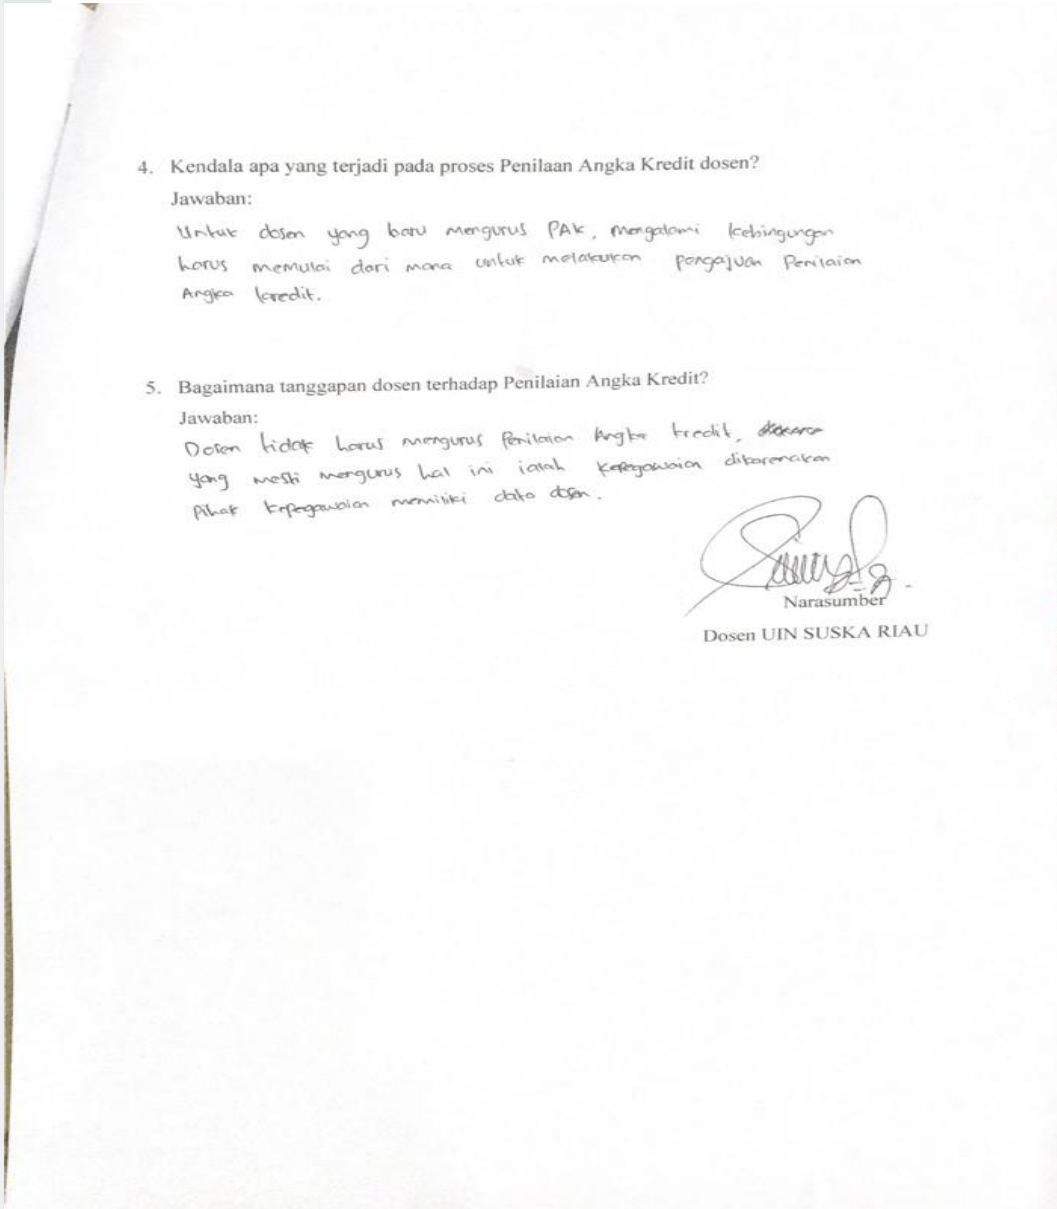 4. Kendala apa yang terjadi pada proses Penilaan Angka Kredit dosen?
Jawaban:
Untuk dosen yang baru mengurus PAK, mengalami kebingungan
harus memulai dari mana untuk melakukan pengajuan Penilaian
Angka kredit.
5. Bagaimana tanggapan dosen terhadap Penilaian Angka Kredit?
Jawaban:
Dosen tidak harus mengurus Penilaian Angka kredit,
yang mesti mengurus hal ini ialah kepegawaian dikarenakan
Pihak kepegawaian memiliki data dosen.
Narasumber
Dosen UIN SUSKA RIAU